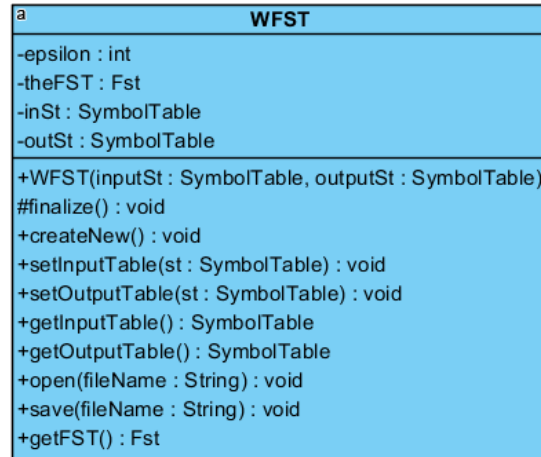 a
WFST
-epsilon : int
-theFST : Fst
-inSt : SymbolTable
-outSt : SymbolTable
+WFST(inputSt : SymbolTable, outputSt : SymbolTable)
#finalize() : void
+createNew() : void
+setInputTable(st : SymbolTable) : void
+setOutputTable(st : SymbolTable) : void
+getInputTable() : SymbolTable
+getOutputTable() : SymbolTable
+open(fileName : String) : void
+save(fileName : String) : void
+getFST() : Fst